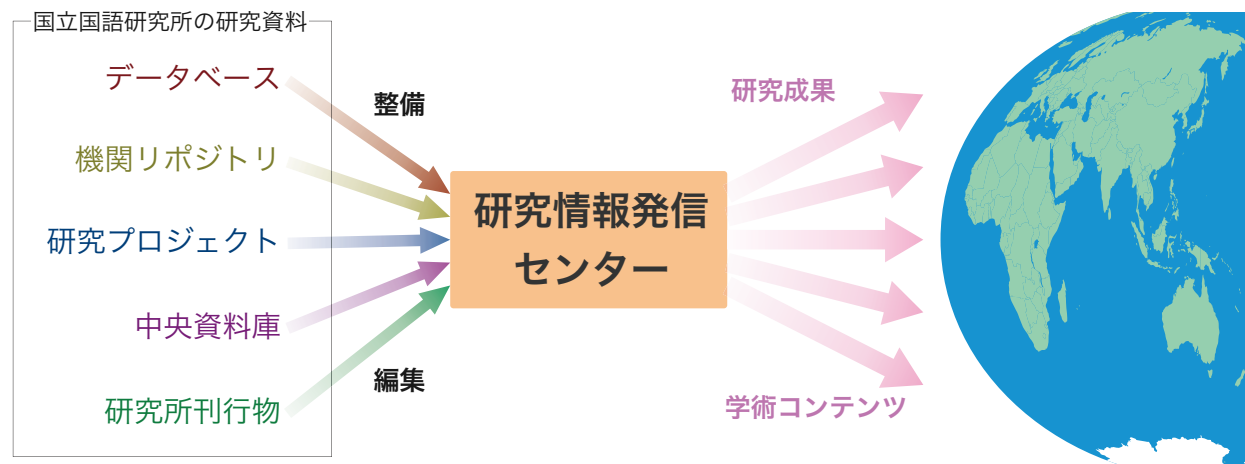 国立国語研究所の研究資料
データベース
機関リポジトリ
研究プロジェクト
中央資料庫
研究所刊行物
整備
編集
研究情報発信
センター
研究成果
学術コンテンツ